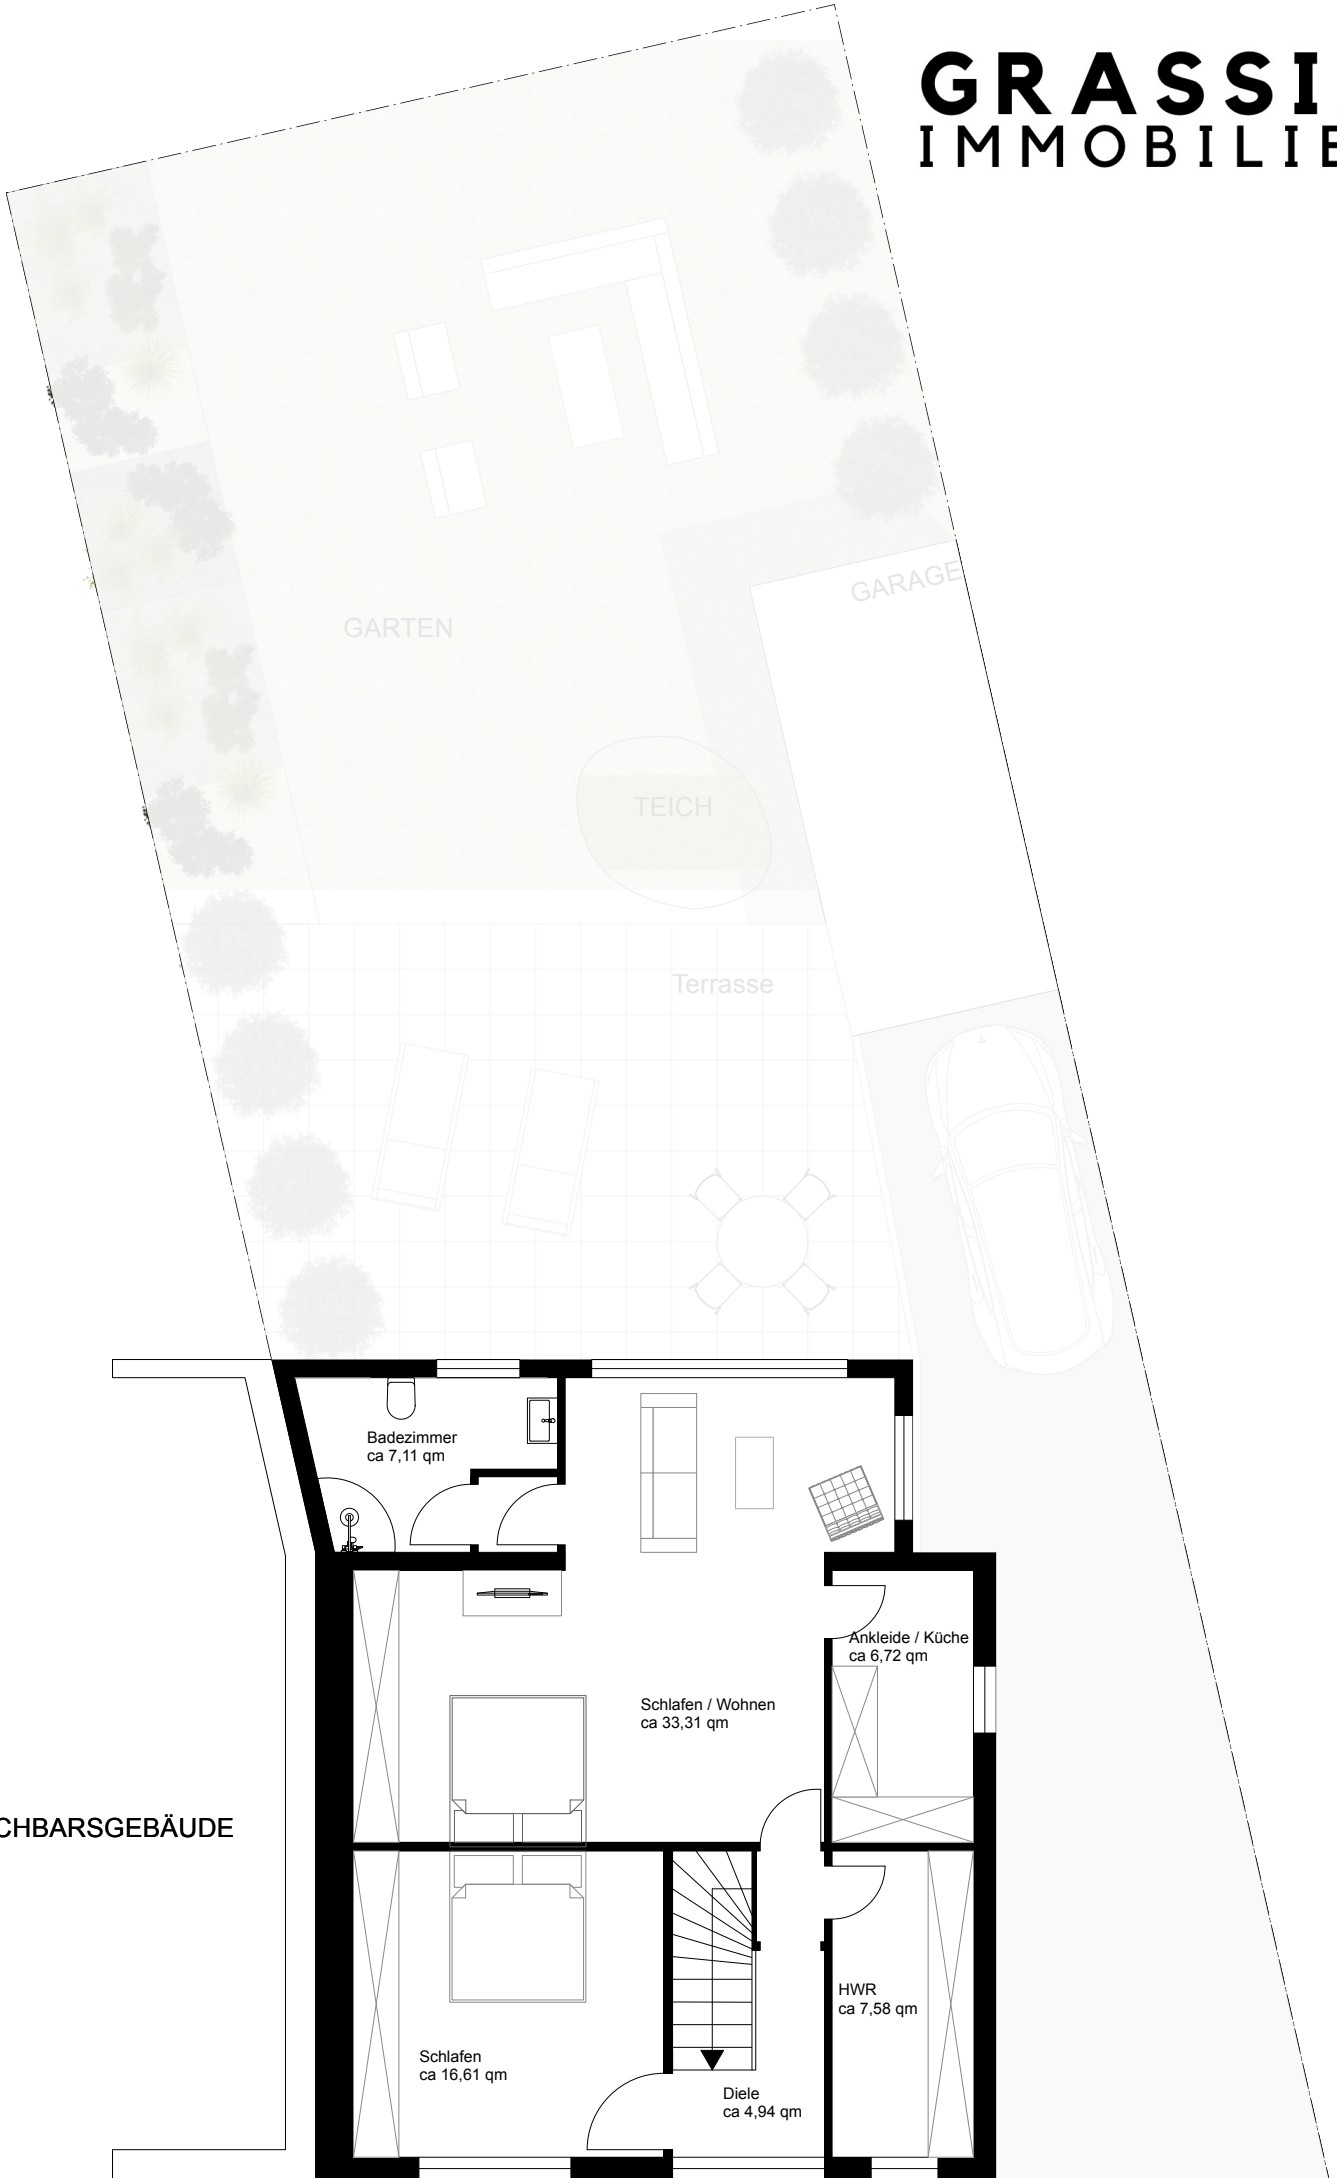 GRASSI
IMMOBILIE
GARAGE
GARTEN
TEICH
Terrasse
Badezimmer
ca 7,11 qm
Ankleide / Küche
ca 6,72 qm
Schlafen / Wohnen
ca 33,31 qm
CHBARSGEBÄUDE
HWR
ca 7,58 qm
Schlafen
ca 16,61 qm
Diele
ca 4,94 qm